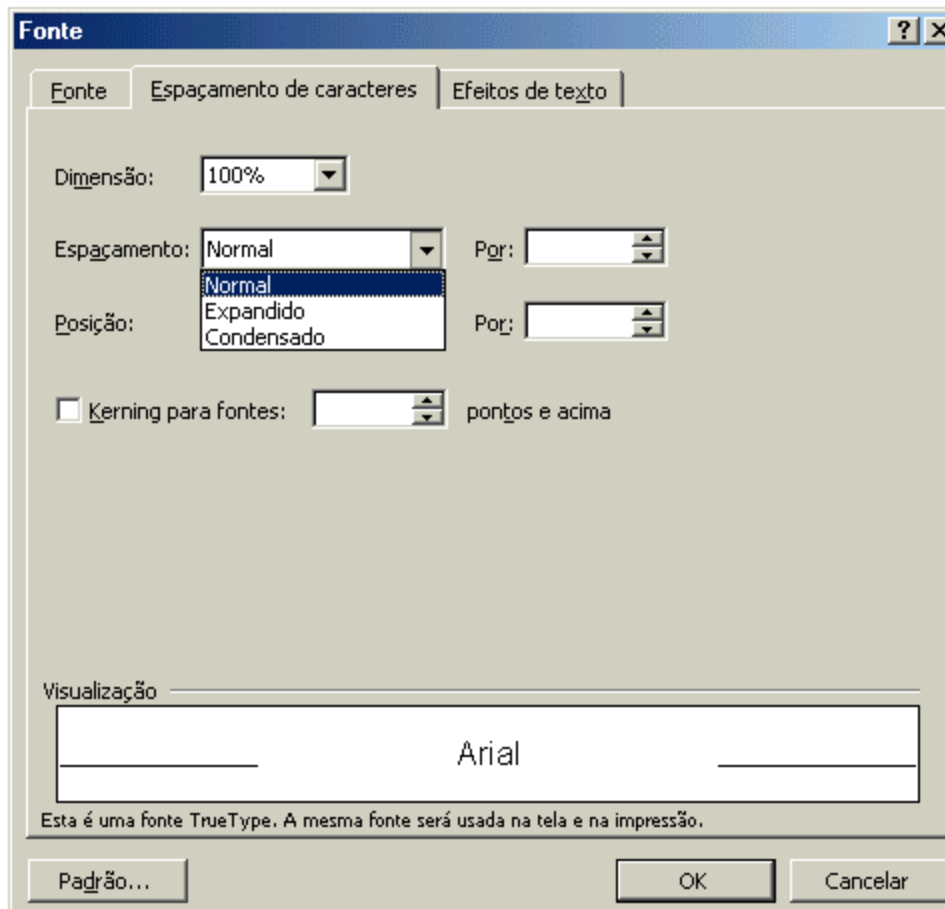 Fonte
Fonte Espaçamento de caracteres Efeitos de texto
Dimensão: 100%
Espaçamento: Normal Por:
Normal
Expandido
Posição: Por:
Condensado
Kerning para fontes: pontos e acima
Visualização
Arial
Esta é uma fonte TrueType. A mesma fonte será usada na tela e na impressão.
Padrão... OK Cancelar